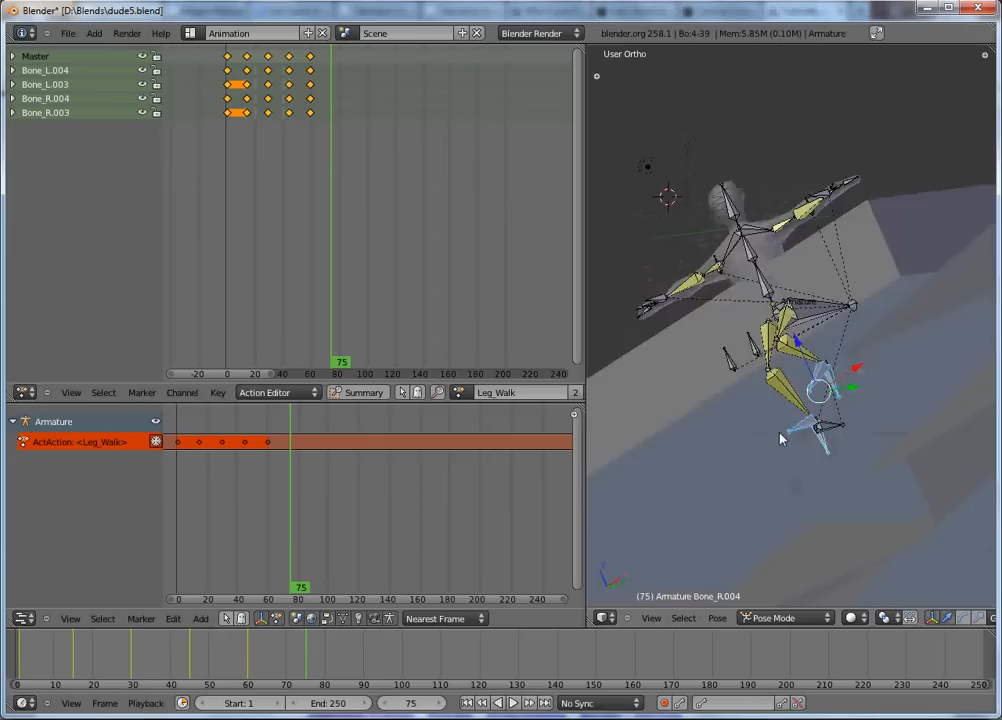 Blender* [D:\Blends\dude5.blend]
File Add Render Help Animation Scene Blender Render blender.org 258.1 | Bo:4-39 | Mem:5.85M (0.10M) | Armature
Master
Bone_L.004
Bone_L.003
Bone_R.004
Bone_R.003
75
-20 0 20 40 60 80 100 120 140 160 180 200 220 240
View Select Marker Channel Key Action Editor Summary Leg_Walk 2
Armature
ActAction: <Leg_Walk>
75
0 20 40 60 80 100 120 140 160 180 200 220 240
View Select Marker Edit Add Nearest Frame
User Ortho
Armature
(75) Armature Bone_R.004
View Select Pose Pose Mode
0 10 20 30 40 50 60 70 80 90 100 110 120 130 140 150 160 170 180 190 200 210 220 230 240 250
View Frame Playback Start: 1 End: 250 75 No Sync